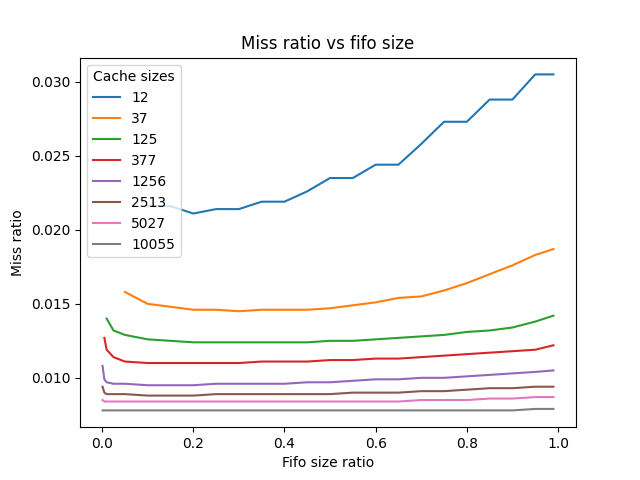 Miss ratio vs fifo size
Cache sizes
12
37
125
377
1256
2513
5027
10055
0.030
0.025
0.020
0.015
0.010
Miss ratio
0.0 0.2 0.4 0.6 0.8 1.0
Fifo size ratio